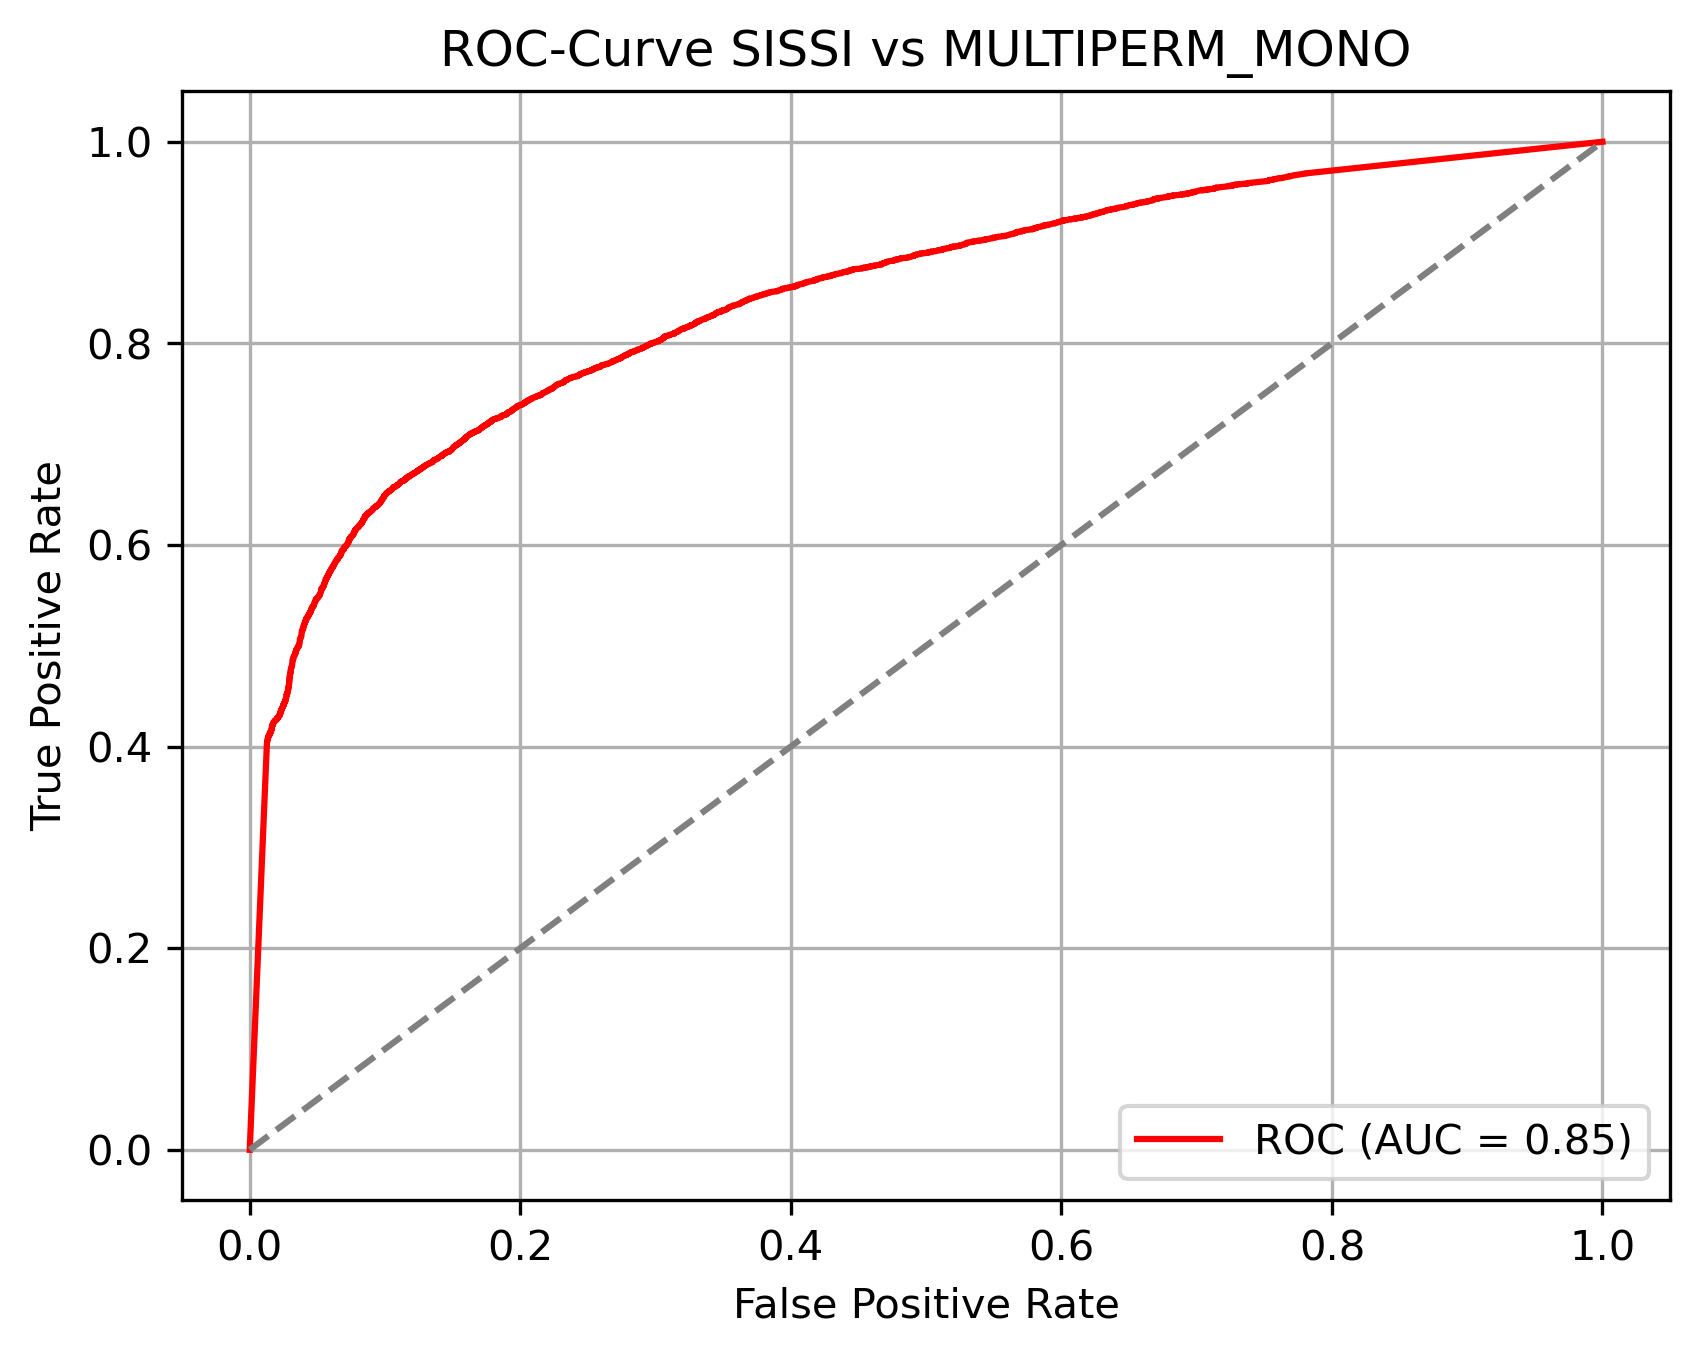 ROC-Curve SISSI vs MULTIPERM_MONO
1.0
0.8
0.6
0.4
0.2
0.0
True Positive Rate
0.0 0.2 0.4 0.6 0.8 1.0
False Positive Rate
ROC (AUC = 0.85)